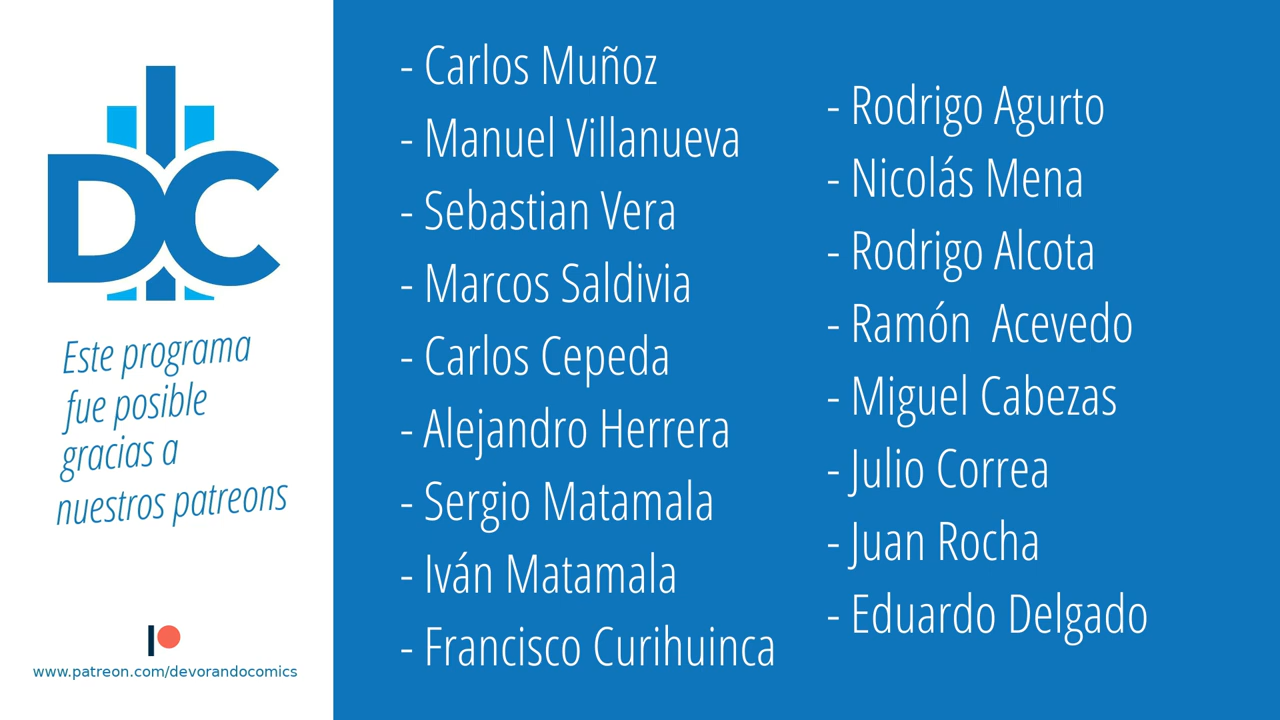 DC
Este programa
fue posible
gracias a
nuestros patreons
www.patreon.com/devorandocomics
- Carlos Muñoz
- Manuel Villanueva
- Sebastian Vera
- Marcos Saldivia
- Carlos Cepeda
- Alejandro Herrera
- Sergio Matamala
- Iván Matamala
- Francisco Curihuinca
- Rodrigo Agurto
- Nicolás Mena
- Rodrigo Alcota
- Ramón  Acevedo
- Miguel Cabezas
- Julio Correa
- Juan Rocha
- Eduardo Delgado